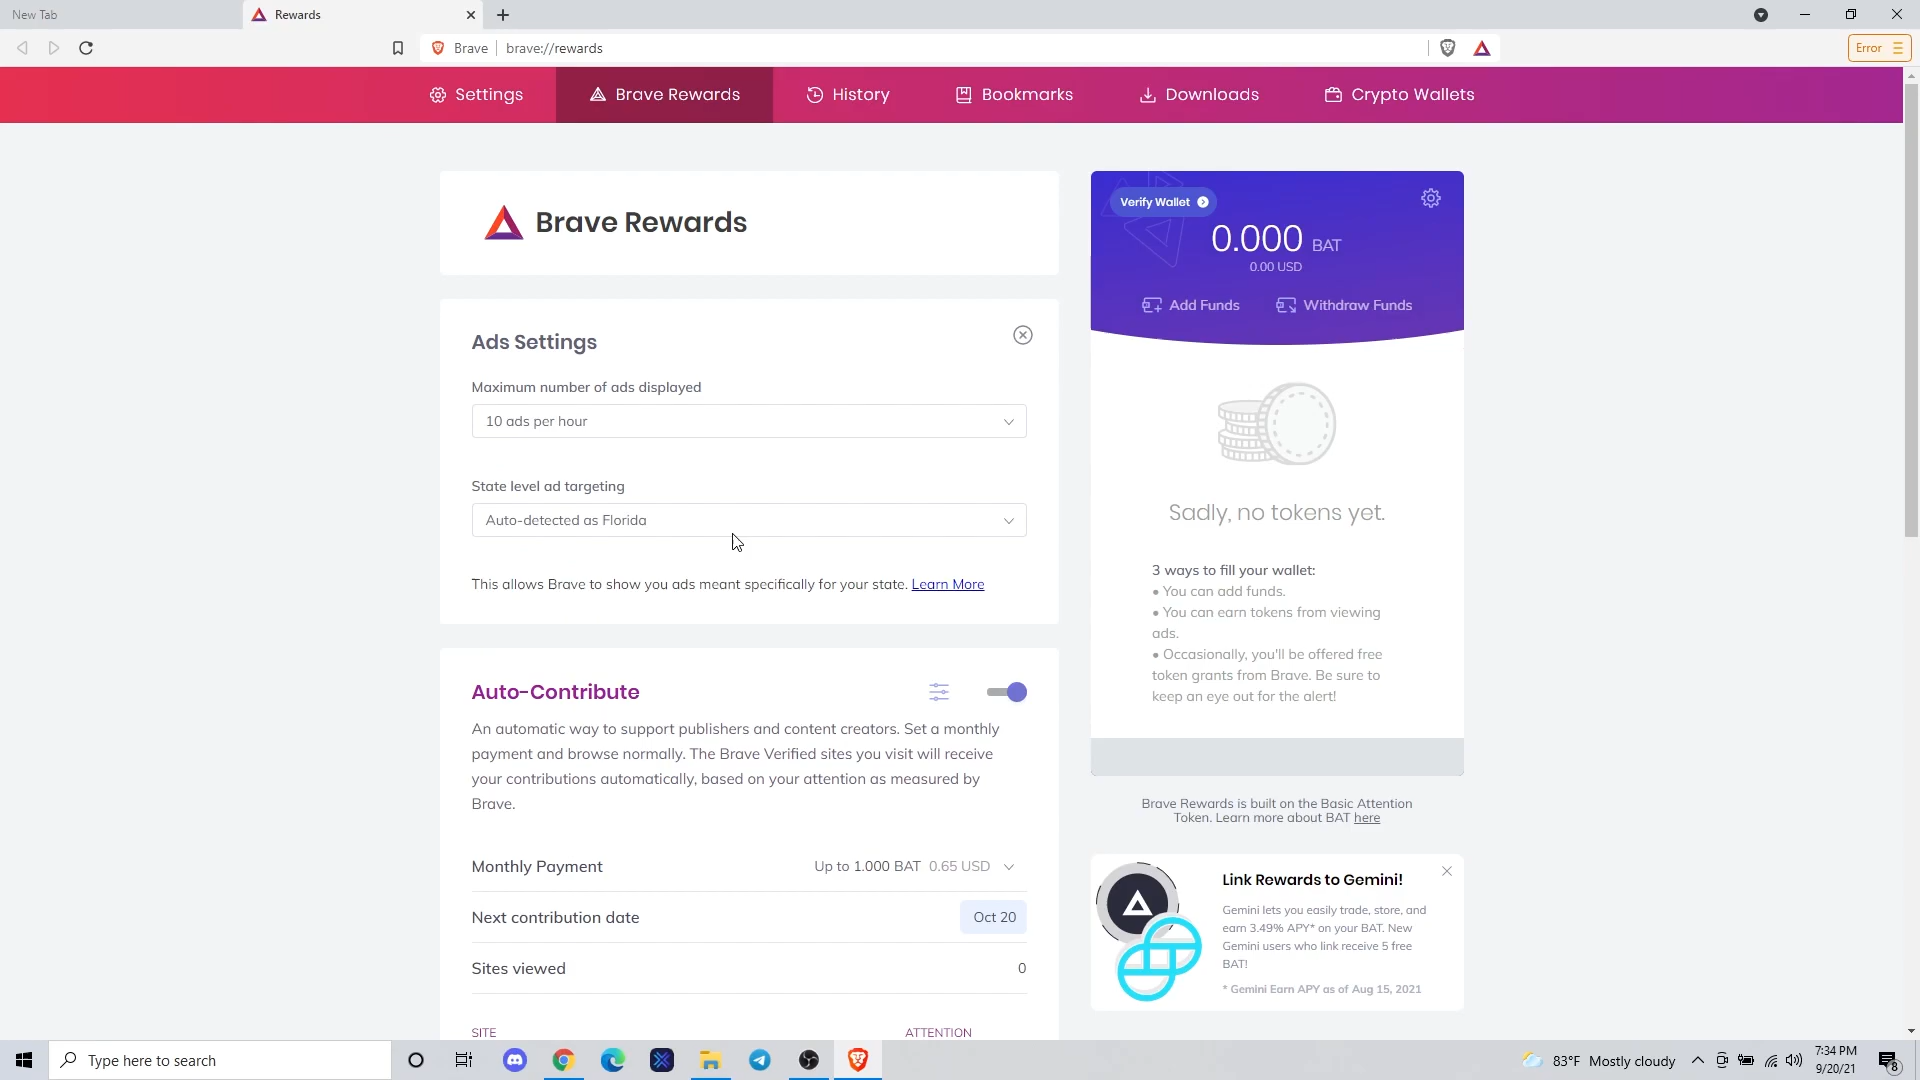 New Tab
Rewards
Brave
brave://rewards
Error
Settings
Brave Rewards
History
Bookmarks
Downloads
Crypto Wallets
Brave Rewards
Ads Settings
Maximum number of ads displayed
10 ads per hour
State level ad targeting
Auto-detected as Florida
This allows Brave to show you ads meant specifically for your state. Learn More
Auto-Contribute
An automatic way to support publishers and content creators. Set a monthly
payment and browse normally. The Brave Verified sites you visit will receive
your contributions automatically, based on your attention as measured by
Brave.
Monthly Payment
Up to 1.000 BAT 0.65 USD
Next contribution date
Oct 20
Sites viewed
0
SITE
ATTENTION
Verify Wallet
0.000 BAT
0.00 USD
Add Funds
Withdraw Funds
Sadly, no tokens yet.
3 ways to fill your wallet:
• You can add funds.
• You can earn tokens from viewing
ads.
• Occasionally, you'll be offered free
token grants from Brave. Be sure to
keep an eye out for the alert!
Brave Rewards is built on the Basic Attention
Token. Learn more about BAT here
Link Rewards to Gemini!
Gemini lets you easily trade, store, and
earn 3.49% APY* on your BAT. New
Gemini users who link receive 5 free
BAT!
* Gemini Earn APY as of Aug 15, 2021
Type here to search
83°F Mostly cloudy
7:34 PM
9/20/21
8